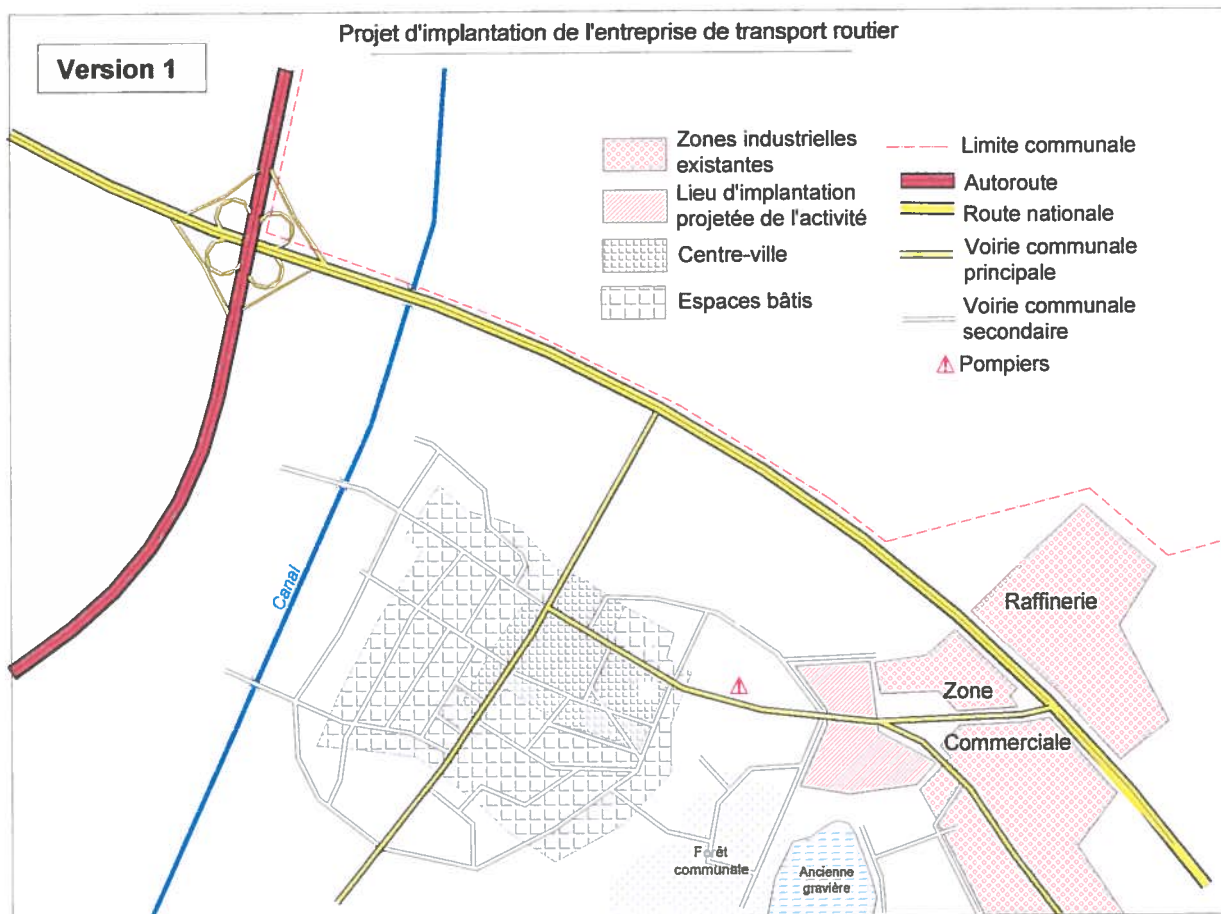 Projet d'implantation de l'entreprise de transport routier
Version 1
Zones industrielles
existantes
Lieu d'implantation
projetée de l'activité
Centre-ville
Espaces bâtis
Limite communale
Autoroute
Route nationale
Voirie communale
principale
Voirie communale
secondaire
Pompiers
Canal
Raffinerie
Zone
Commerciale
Forêt
communale
Ancienne
gravière